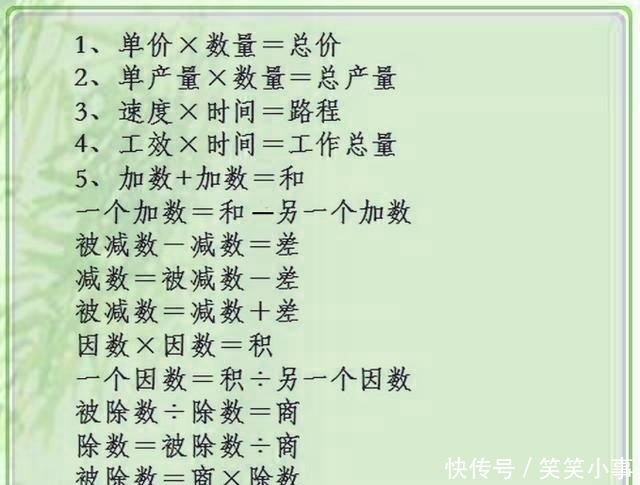 1、单价×数量＝总价
2、单产量×数量＝总产量
3、速度×时间＝路程
4、工效×时间＝工作总量
5、加数+加数＝和
一个加数＝和－另一个加数
被减数－减数＝差
减数＝被减数－差
被减数＝减数＋差
因数×因数＝积
一个因数＝积÷另一个因数
被除数÷除数＝商
除数＝被除数÷商
被除数＝商×除数
快传号/笑笑小事